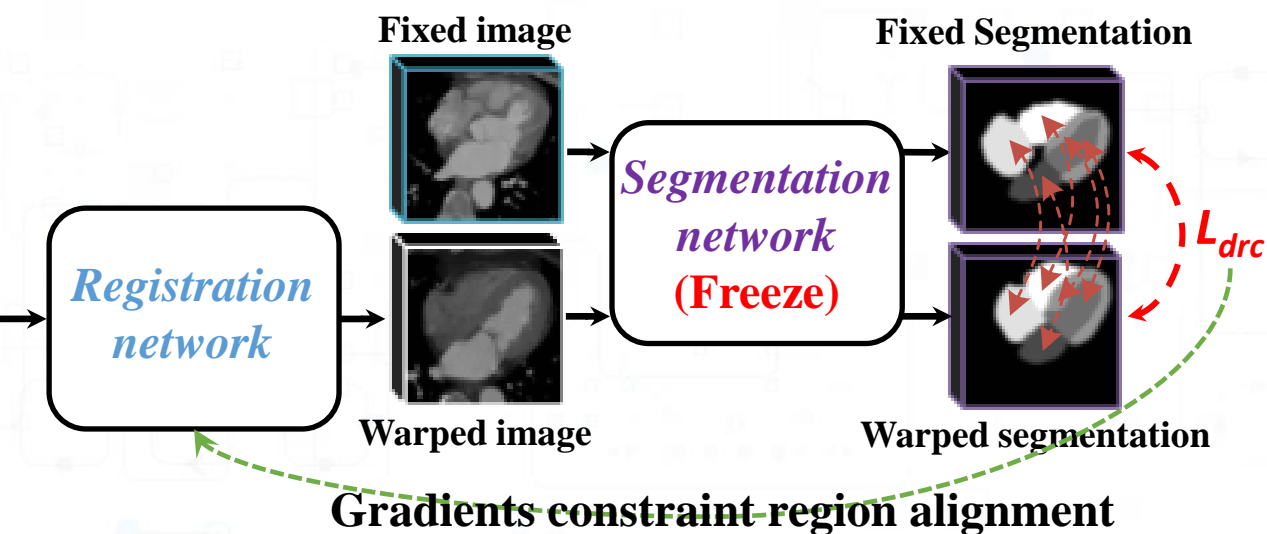 Fixed image
Fixed Segmentation
Registration
network
Segmentation
network
(Freeze)
L_drc
Warped image
Warped segmentation
Gradients constraint region alignment